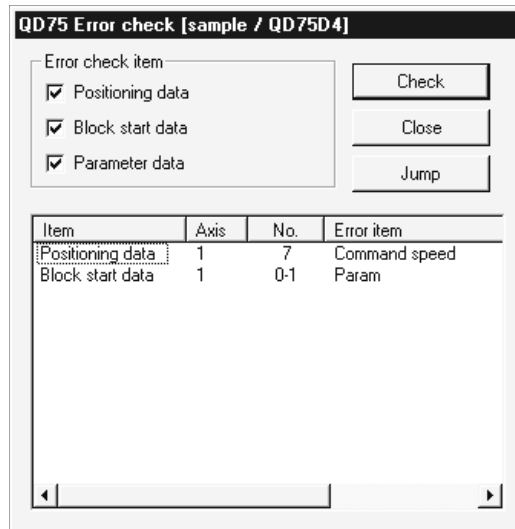 QD75 Error check [sample / QD75D4]
Error check item
Positioning data
Block start data
Parameter data
Check
Close
Jump
Item Axis No. Error item
Positioning data 1 7 Command speed
Block start data 1 0-1 Param